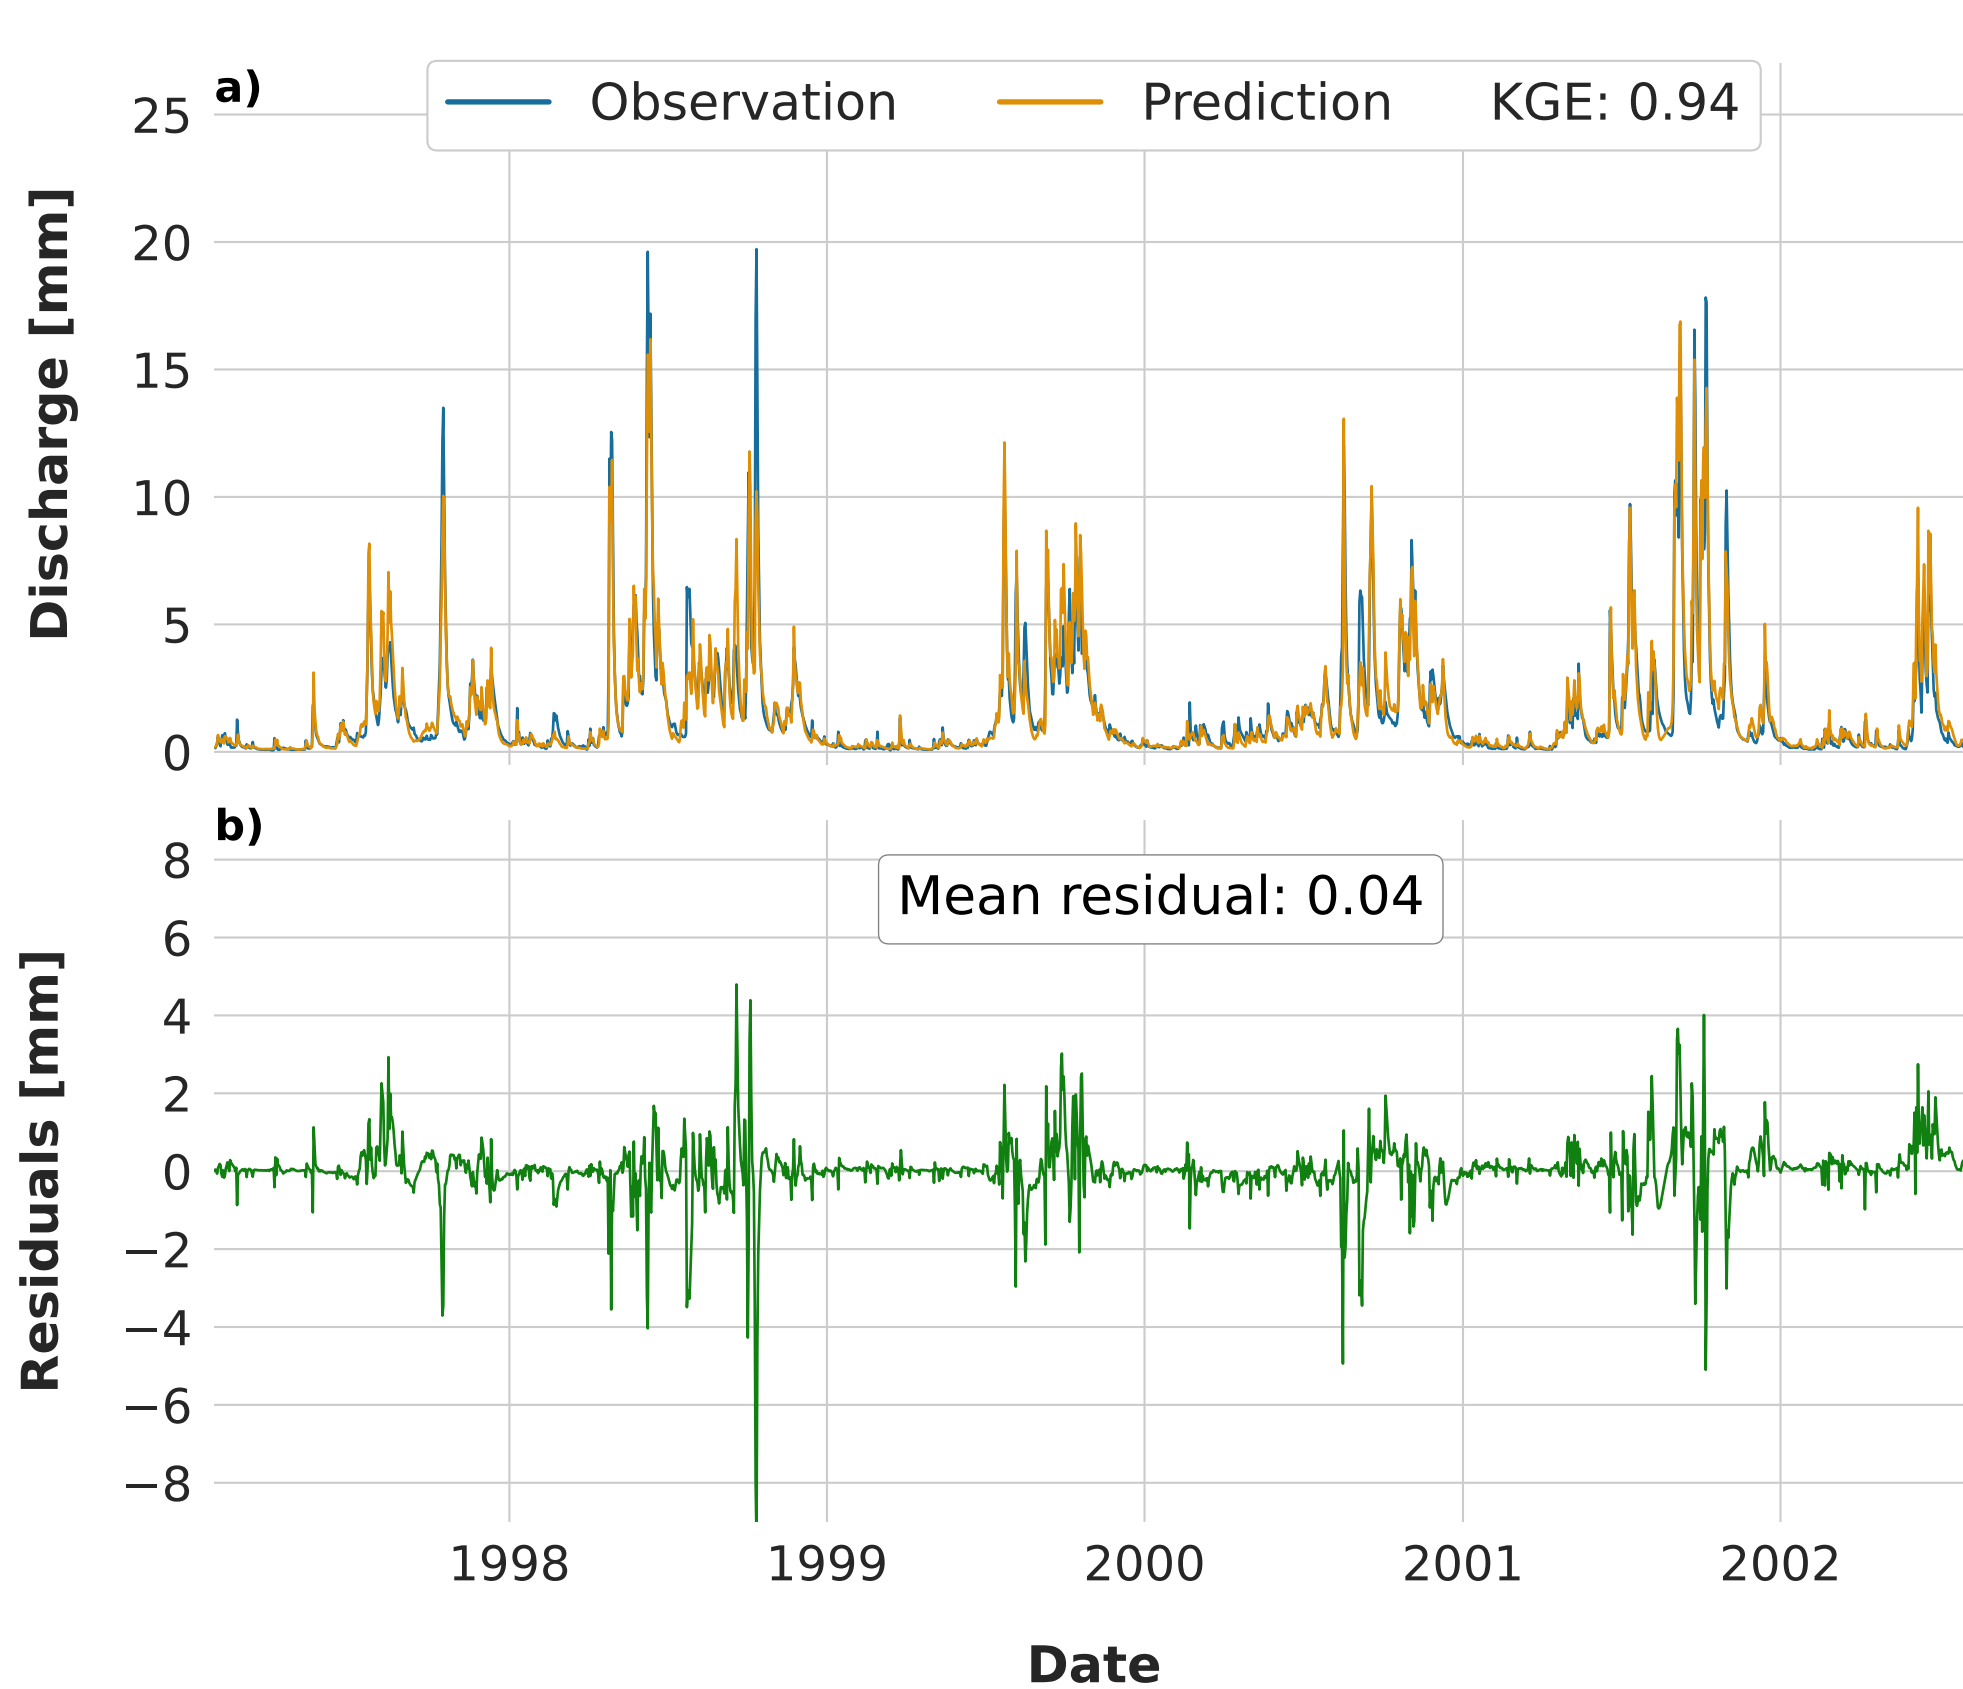 a)
Observation Prediction KGE: 0.94
25
20
15
10
5
0
Discharge [mm]
b)
Mean residual: 0.04
8
6
4
2
0
−2
−4
−6
−8
Residuals [mm]
1998 1999 2000 2001 2002
Date